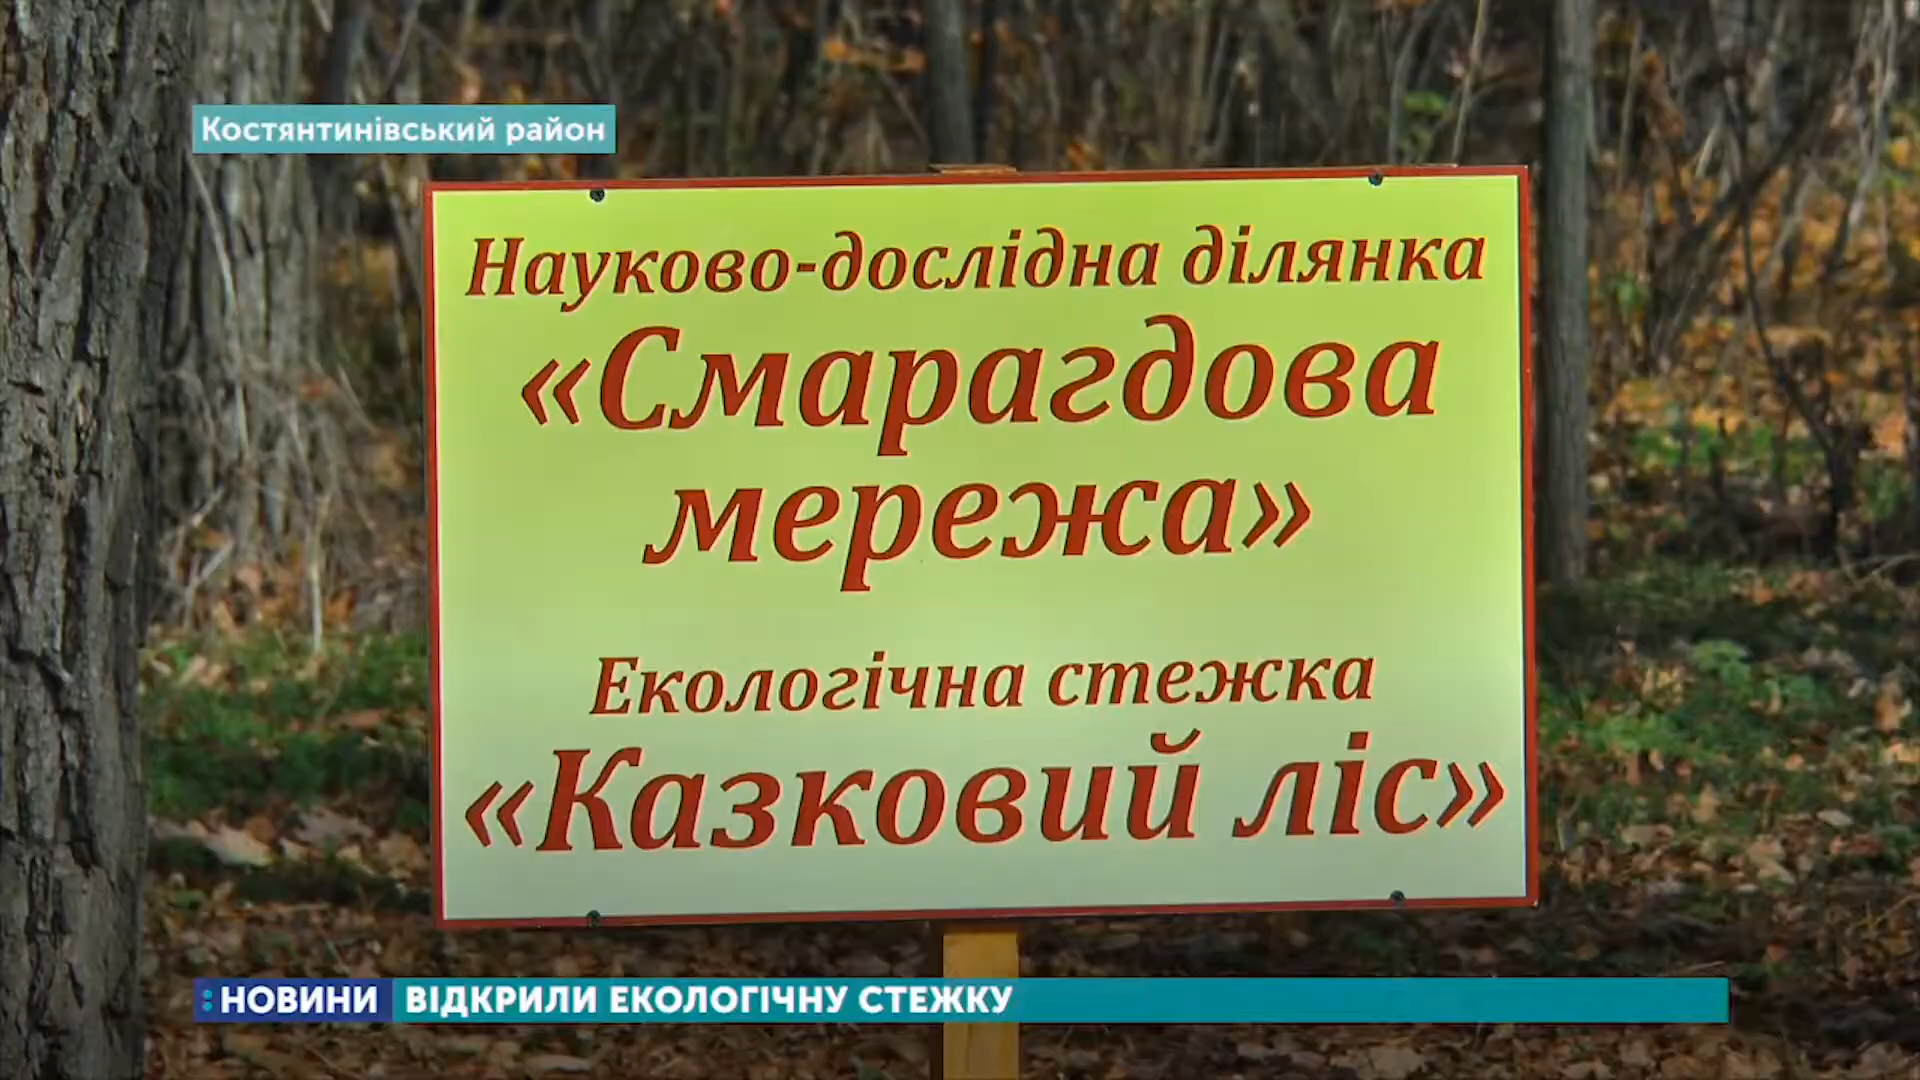 Костянтинівський район
Науково-дослідна ділянка
«Смарагдова
мережа»
Екологічна стежка
«Казковий ліс»
:НОВИНИ ВІДКРИЛИ ЕКОЛОГІЧНУ СТЕЖКУ